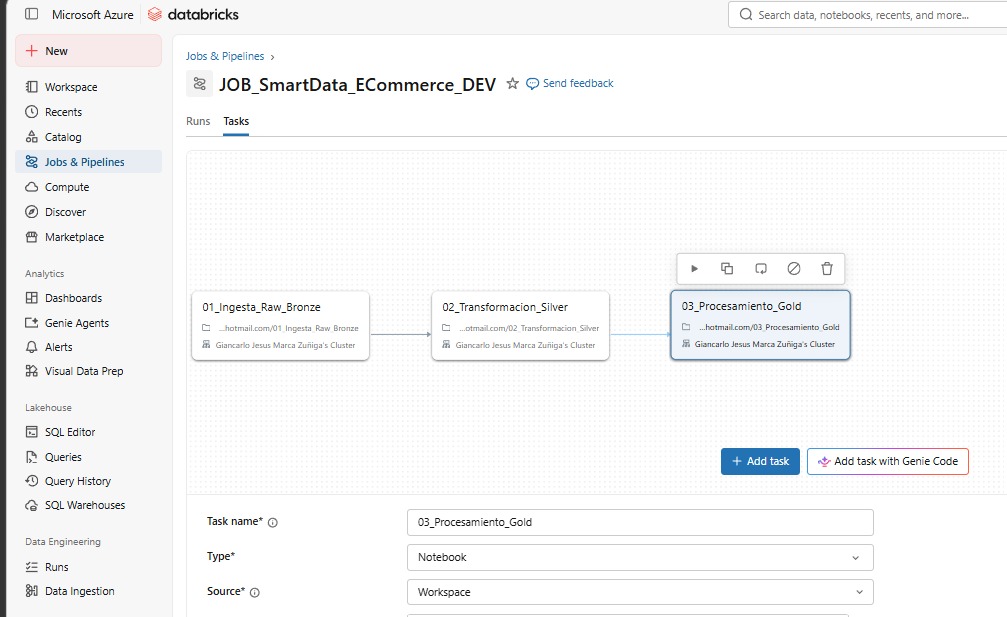 Microsoft Azure databricks
Search data, notebooks, recents, and more...
New
Workspace
Recents
Catalog
Jobs & Pipelines
Compute
Discover
Marketplace
Analytics
Dashboards
Genie Agents
Alerts
Visual Data Prep
Lakehouse
SQL Editor
Queries
Query History
SQL Warehouses
Data Engineering
Runs
Data Ingestion
Jobs & Pipelines >
JOB_SmartData_ECommerce_DEV Send feedback
Runs Tasks
01_Ingesta_Raw_Bronze
...hotmail.com/01_Ingesta_Raw_Bronze
Giancarlo Jesus Marca Zuñiga's Cluster
02_Transformacion_Silver
...otmail.com/02_Transformacion_Silver
Giancarlo Jesus Marca Zuñiga's Cluster
03_Procesamiento_Gold
...hotmail.com/03_Procesamiento_Gold
Giancarlo Jesus Marca Zuñiga's Cluster
+ Add task Add task with Genie Code
Task name* 03_Procesamiento_Gold
Type* Notebook
Source* Workspace